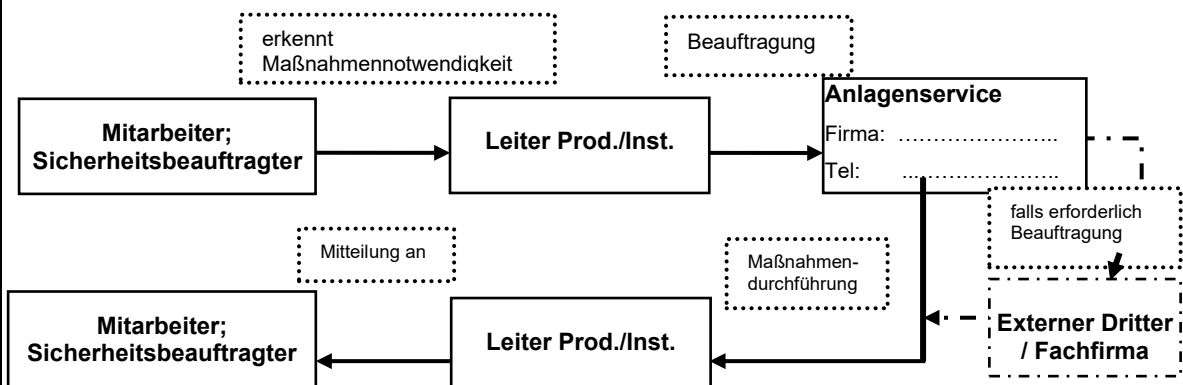 erkennt
Maßnahmennotwendigkeit
Beauftragung
Mitarbeiter;
Sicherheitsbeauftragter
Leiter Prod./Inst.
Anlagenservice
Firma: …………………..
Tel: …………………..
falls erforderlich
Beauftragung
Mitteilung an
Maßnahmen-
durchführung
Mitarbeiter;
Sicherheitsbeauftragter
Leiter Prod./Inst.
Externer Dritter
/ Fachfirma